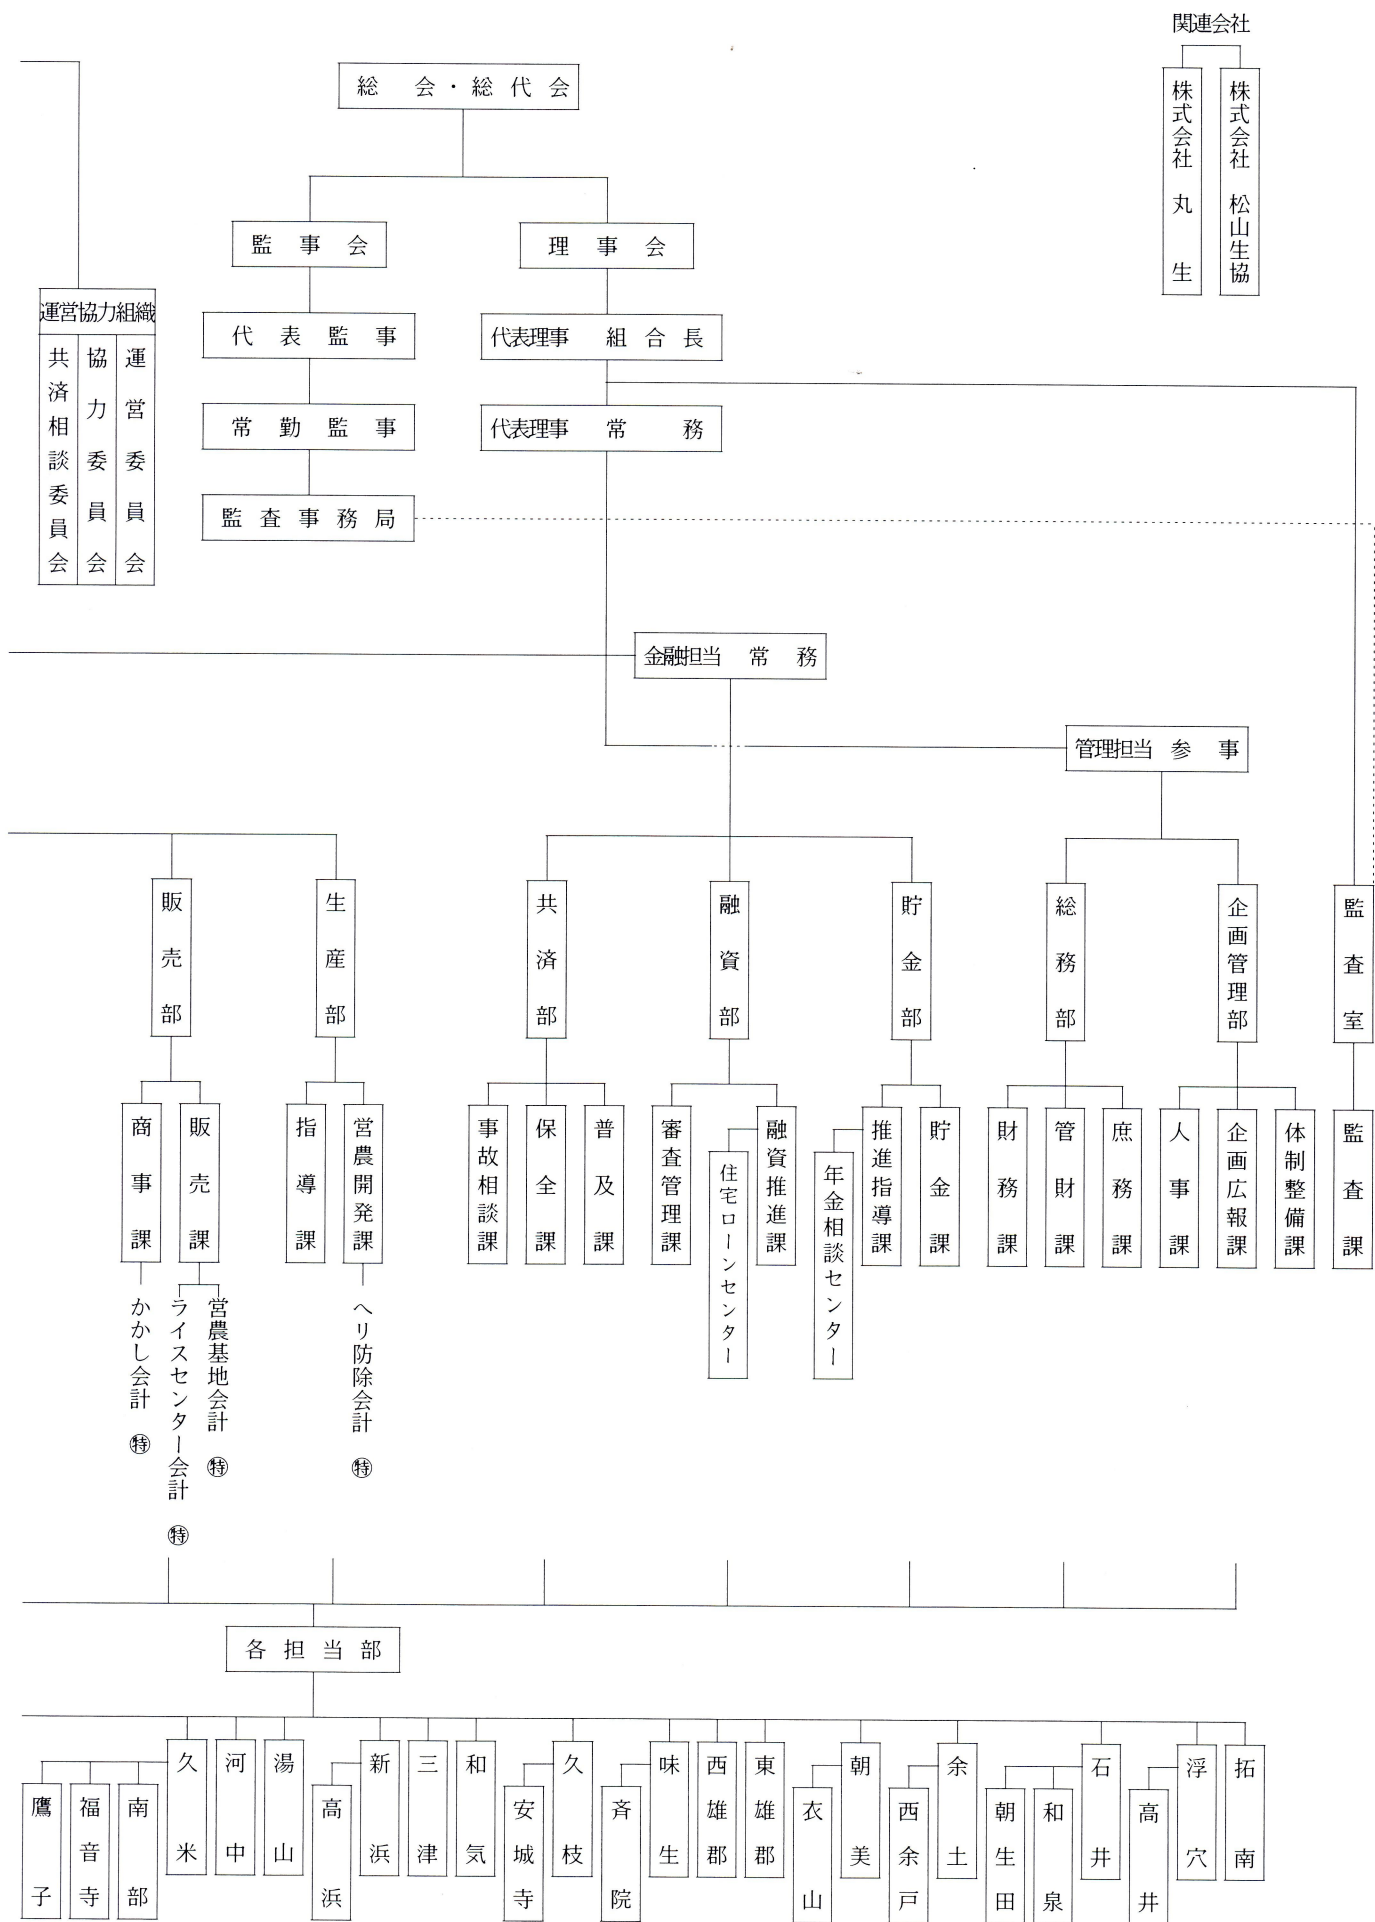 関連会社
株式会社 松山生協
株式会社 丸生
総会・総代会
監事会
理事会
運営協力組織
運営委員会
協力委員会
共済相談委員会
代表監事
代表理事 組合長
常勤監事
代表理事 常務
監査事務局
金融担当 常務
管理担当 参事
監査室
企画管理部
総務部
貯金部
融資部
共済部
生産部
販売部
監査課
体制整備課
企画広報課
人事課
庶務課
管財課
財務課
貯金課
推進指導課
年金相談センター
融資推進課
住宅ローンセンター
審査管理課
普及課
保全課
事故相談課
営農開発課
指導課
販売課
商事課
ヘリ防除会計 ㊕
営農基地会計 ㊕
ライスセンター会計 ㊕
かかし会計 ㊕
各担当部
拓南
浮穴
高井
石井
和泉
朝生田
余土
西余戸
朝美
衣山
東雄郡
西雄郡
味生
斉院
久枝
安城寺
和気
三津
新浜
高浜
湯山
河中
久米
南部
福音寺
鷹子